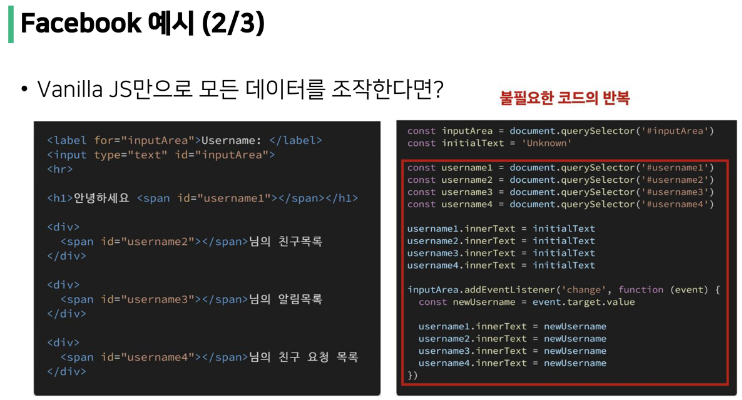 Facebook 예시 (2/3)
• Vanilla JS만으로 모든 데이터를 조작한다면?
불필요한 코드의 반복
<label for="inputArea">Username: </label>
<input type="text" id="inputArea">
<hr>
<h1>안녕하세요 <span id="username1"></span></h1>
<div>
<span id="username2"></span>님의 친구목록
</div>
<div>
<span id="username3"></span>님의 알림목록
</div>
<div>
<span id="username4"></span>님의 친구 요청 목록
</div>
const inputArea = document.querySelector('#inputArea')
const initialText = 'Unknown'
const username1 = document.querySelector('#username1')
const username2 = document.querySelector('#username2')
const username3 = document.querySelector('#username3')
const username4 = document.querySelector('#username4')
username1.innerText = initialText
username2.innerText = initialText
username3.innerText = initialText
username4.innerText = initialText
inputArea.addEventListener('change', function (event) {
const newUsername = event.target.value
username1.innerText = newUsername
username2.innerText = newUsername
username3.innerText = newUsername
username4.innerText = newUsername
})